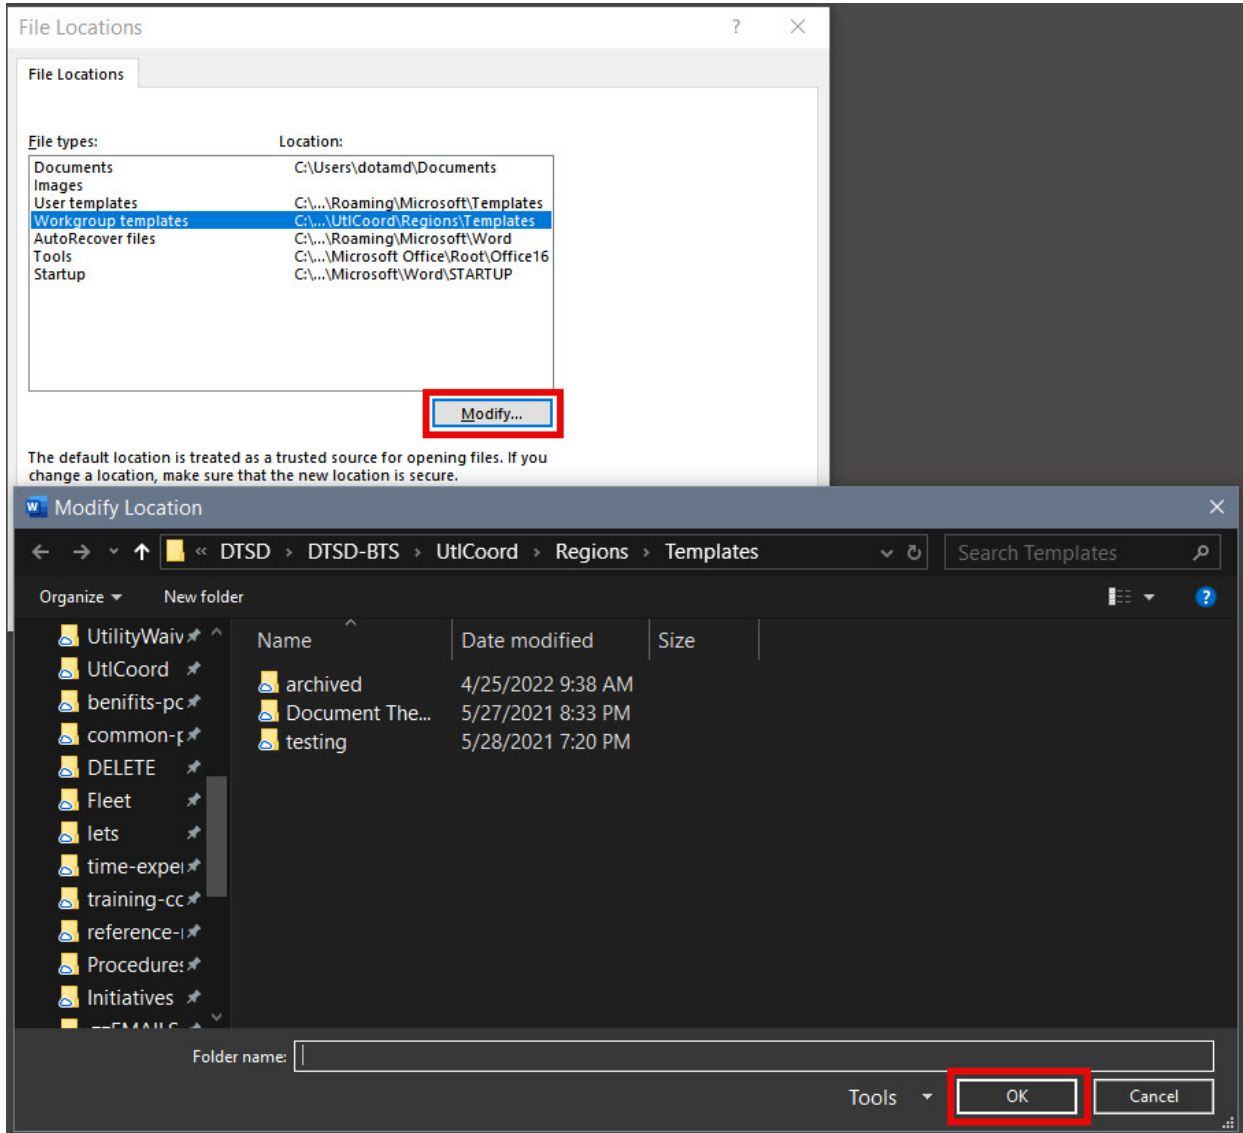 File Locations ? ×
File Locations
File types: Location:
Documents C:\Users\dotamd\Documents
Images
User templates C:\...\Roaming\Microsoft\Templates
Workgroup templates C:\...\UtlCoord\Regions\Templates
AutoRecover files C:\...\Roaming\Microsoft\Word
Tools C:\...\Microsoft Office\Root\Office16
Startup C:\...\Microsoft\Word\STARTUP
Modify...
The default location is treated as a trusted source for opening files. If you
change a location, make sure that the new location is secure.
Modify Location
« DTSD › DTSD-BTS › UtlCoord › Regions › Templates Search Templates
Organize New folder ?
Name Date modified Size
UtilityWaiv
UtlCoord
benifits-pc
common-p
DELETE
Fleet
lets
time-exper
training-cc
reference-
Procedures
Initiatives
archived 4/25/2022 9:38 AM
Document The... 5/27/2021 8:33 PM
testing 5/28/2021 7:20 PM
Folder name:
Tools OK Cancel